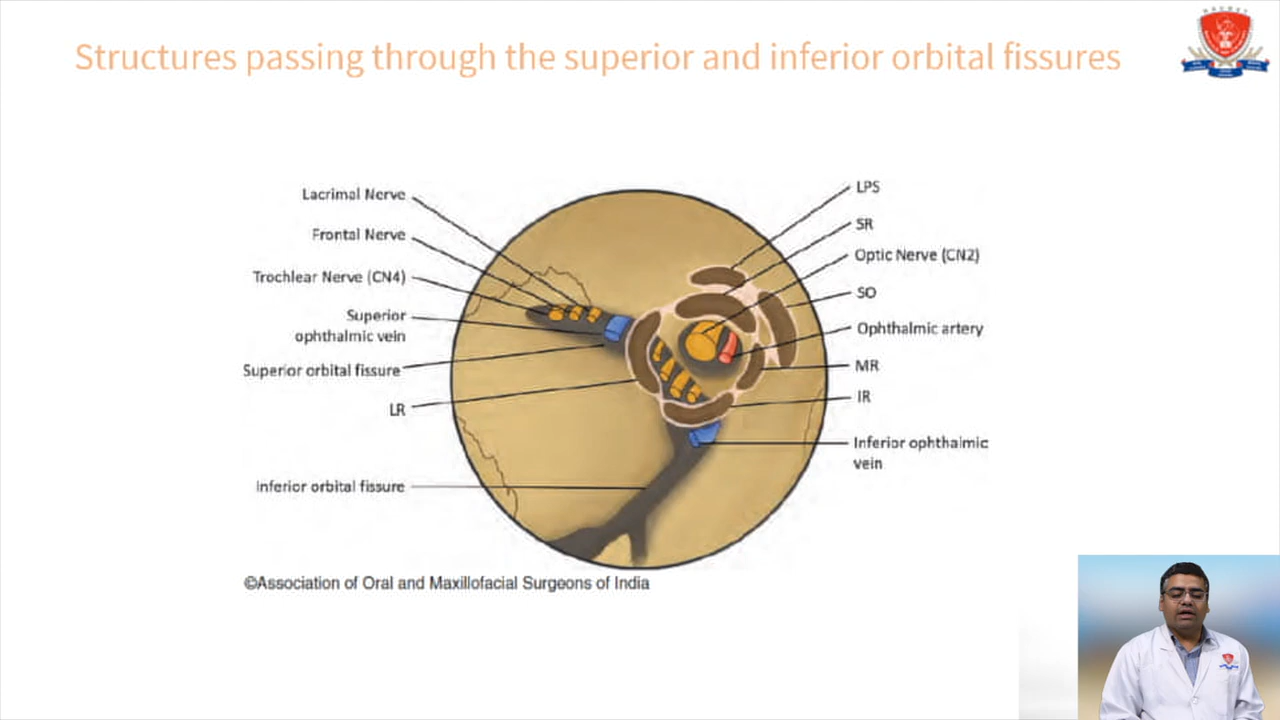 Structures passing through the superior and inferior orbital fissures
Lacrimal Nerve
Frontal Nerve
Trochlear Nerve (CN4)
Superior
ophthalmic vein
Superior orbital fissure
LR
Inferior orbital fissure
LPS
SR
Optic Nerve (CN2)
SO
Ophthalmic artery
MR
IR
Inferior ophthalmic
vein
©Association of Oral and Maxillofacial Surgeons of India